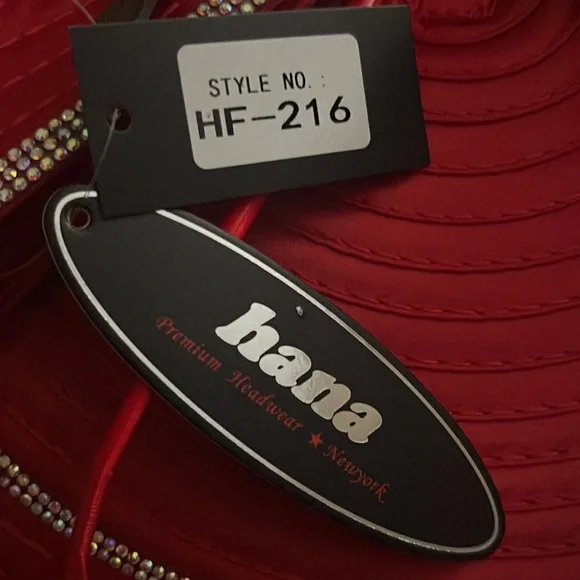 STYLE NO. :
HF-216
hana
Premium Headwear ★ Newyork